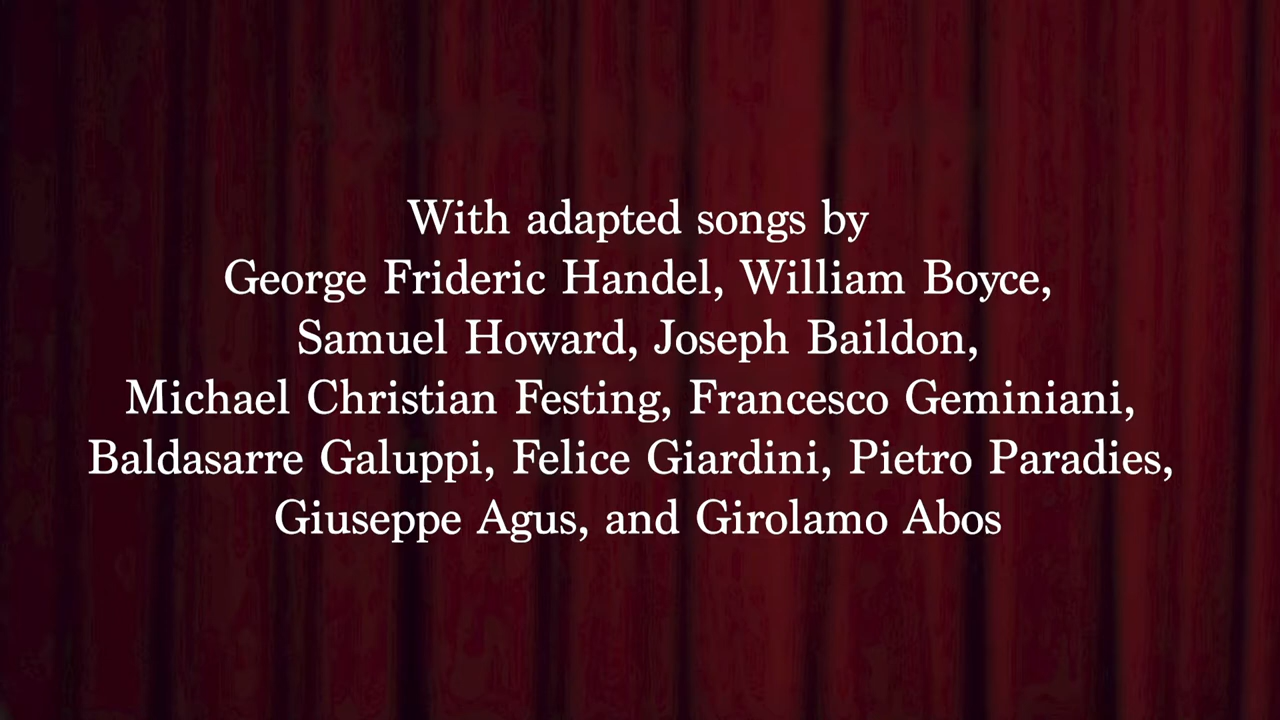 With adapted songs by
George Frideric Handel, William Boyce,
Samuel Howard, Joseph Baildon,
Michael Christian Festing, Francesco Geminiani,
Baldasarre Galuppi, Felice Giardini, Pietro Paradies,
Giuseppe Agus, and Girolamo Abos